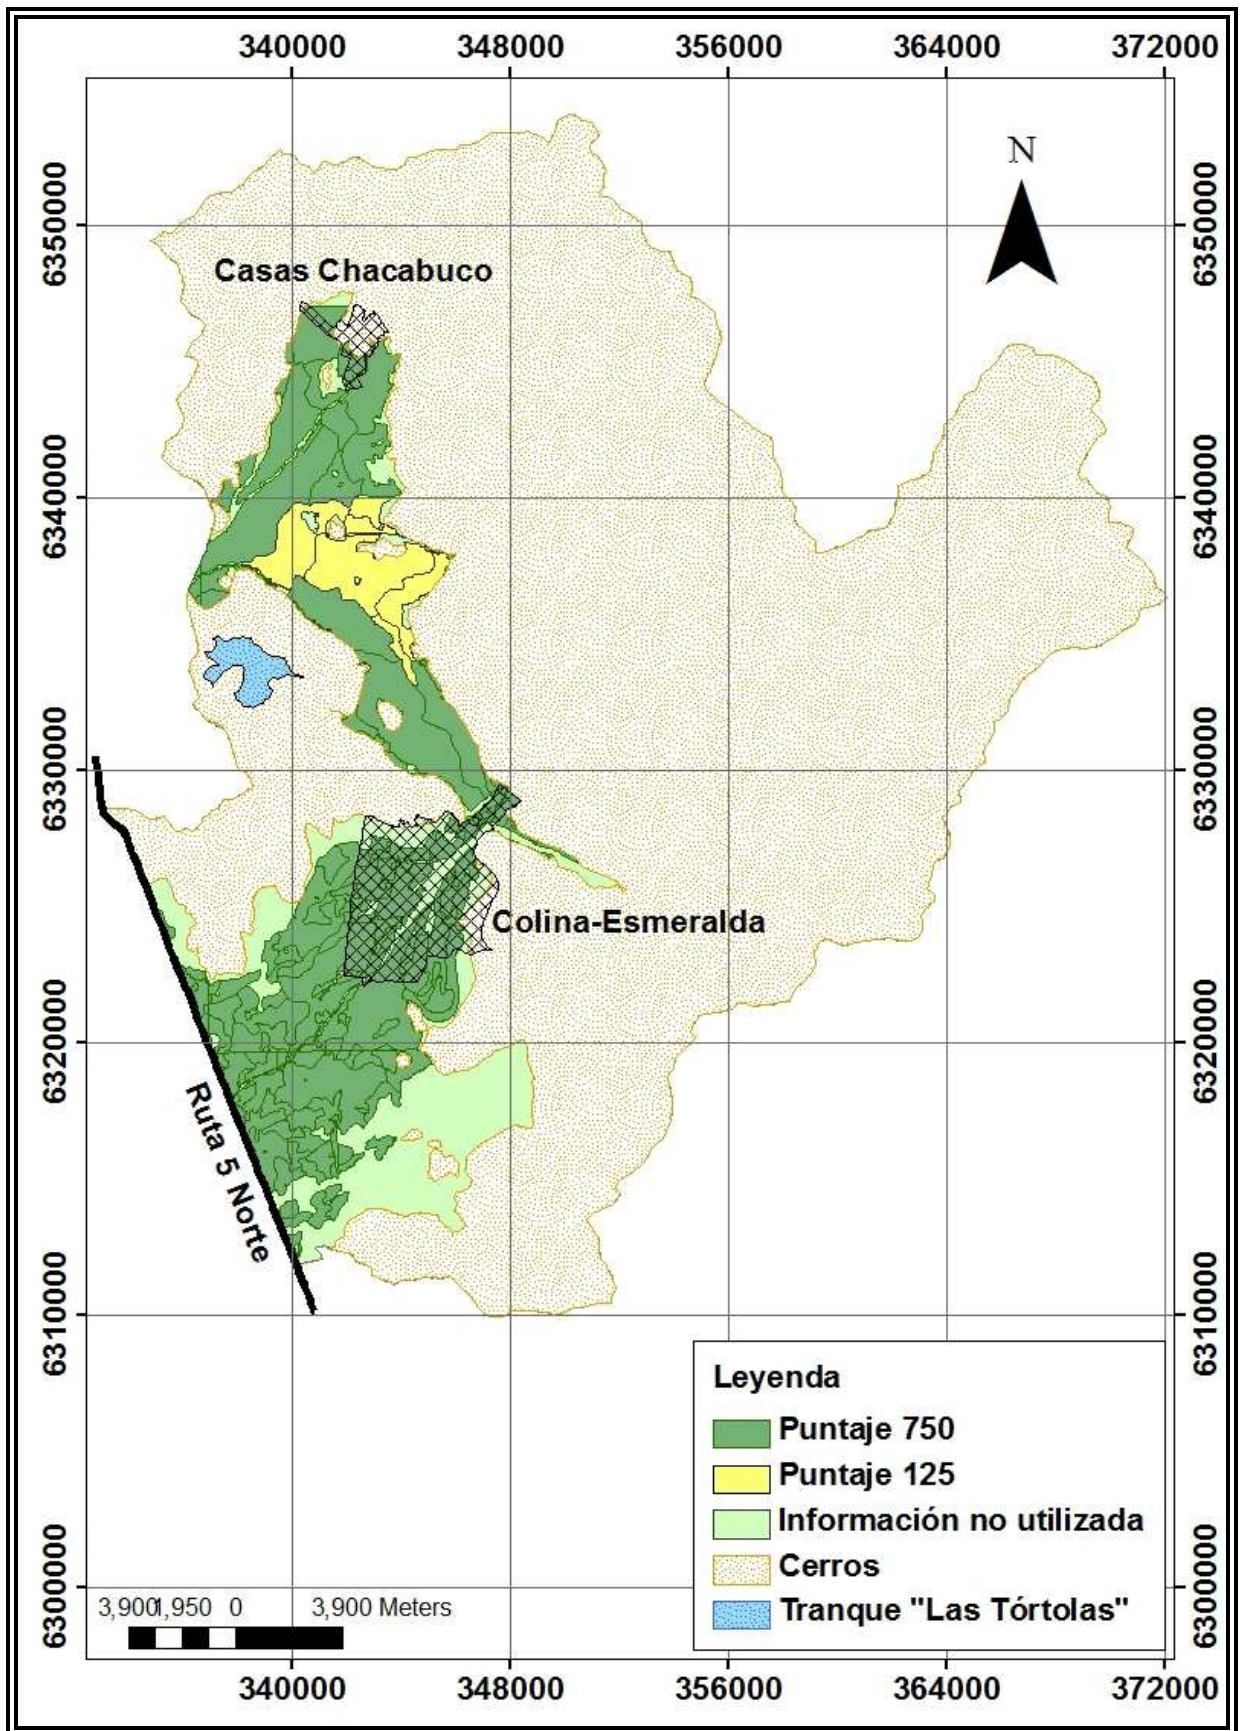 340000 348000 356000 364000 372000
N
6350000 6350000
Casas Chacabuco
6340000 6340000
6330000 6330000
Colina-Esmeralda
6320000 6320000
Ruta 5 Norte
6310000 6310000
Leyenda
Puntaje 750
Puntaje 125
Información no utilizada
Cerros
Tranque "Las Tórtolas"
6300000 6300000
3,900 1,950 0 3,900 Meters
340000 348000 356000 364000 372000